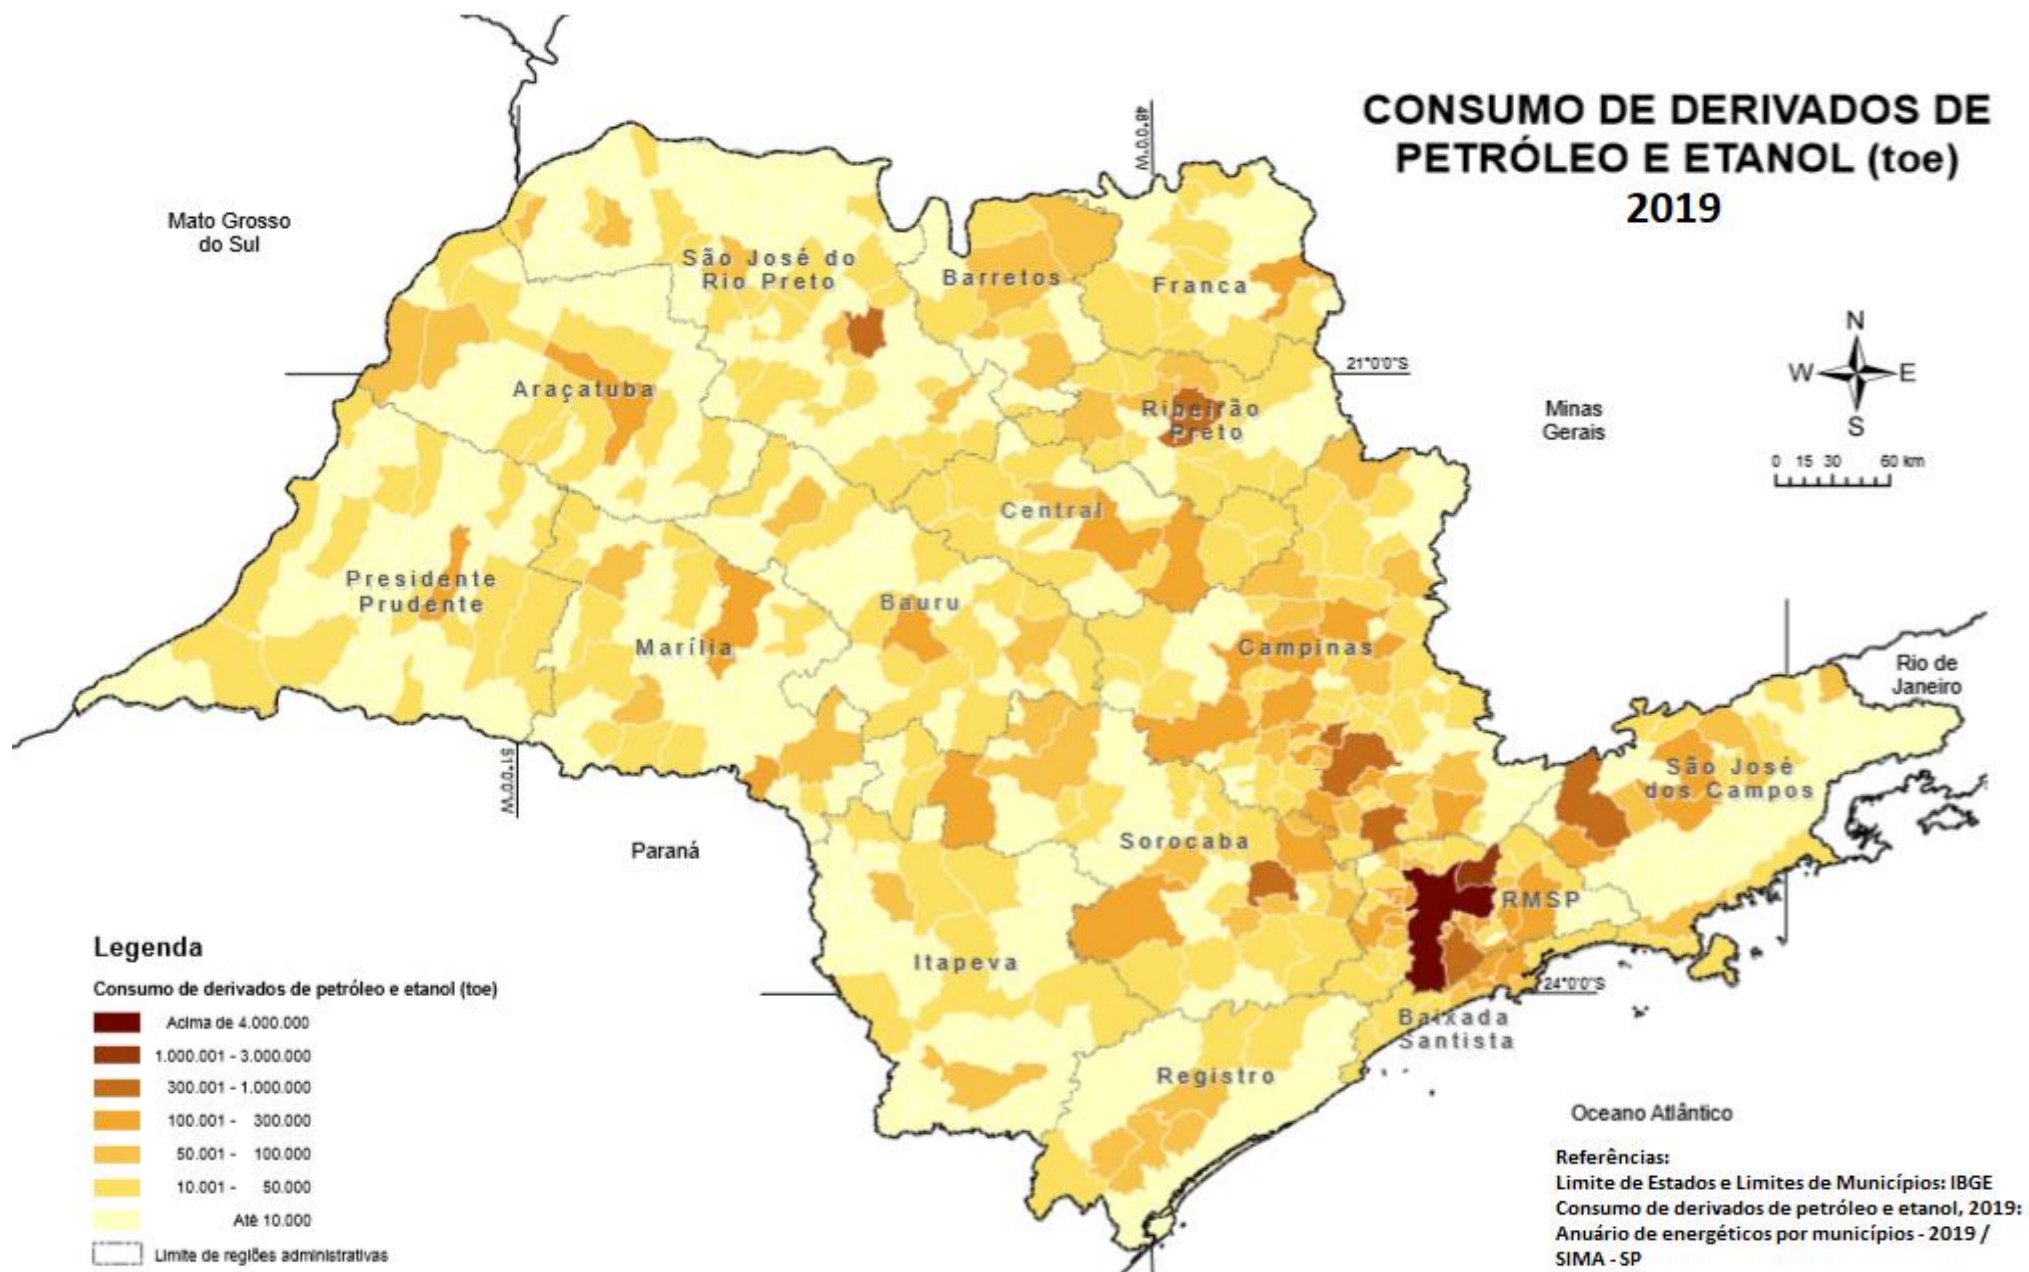 CONSUMO DE DERIVADOS DE
PETRÓLEO E ETANOL (toe)
2019
Mato Grosso
do Sul
48°0'0"W
São José do
Rio Preto
Barretos
Franca
21°0'0"S
Araçatuba
Ribeirão
Preto
Minas
Gerais
N
W
E
S
0 15 30 60 km
Central
Presidente
Prudente
Bauru
Marília
Campinas
Rio de
Janeiro
51°0'0"W
São José
dos Campos
Paraná
Sorocaba
RMSP
Itapeva
24°0'0"S
Baixada
Santista
Registro
Oceano Atlântico
Legenda
Consumo de derivados de petróleo e etanol (toe)
Acima de 4.000.000
1.000.001 - 3.000.000
300.001 - 1.000.000
100.001 - 300.000
50.001 - 100.000
10.001 - 50.000
Até 10.000
Limite de regiões administrativas
Referências:
Limite de Estados e Limites de Municípios: IBGE
Consumo de derivados de petróleo e etanol, 2019:
Anuário de energéticos por municípios - 2019 /
SIMA - SP